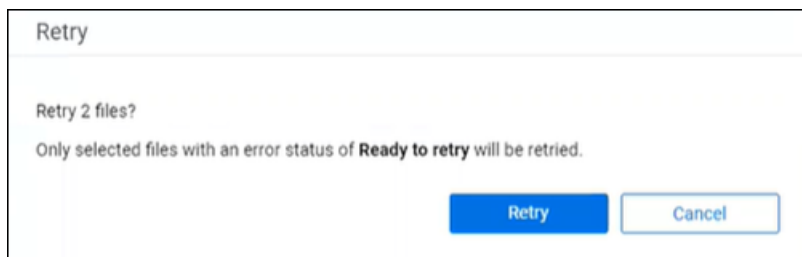 Retry
Retry 2 files?
Only selected files with an error status of Ready to retry will be retried.
Retry Cancel